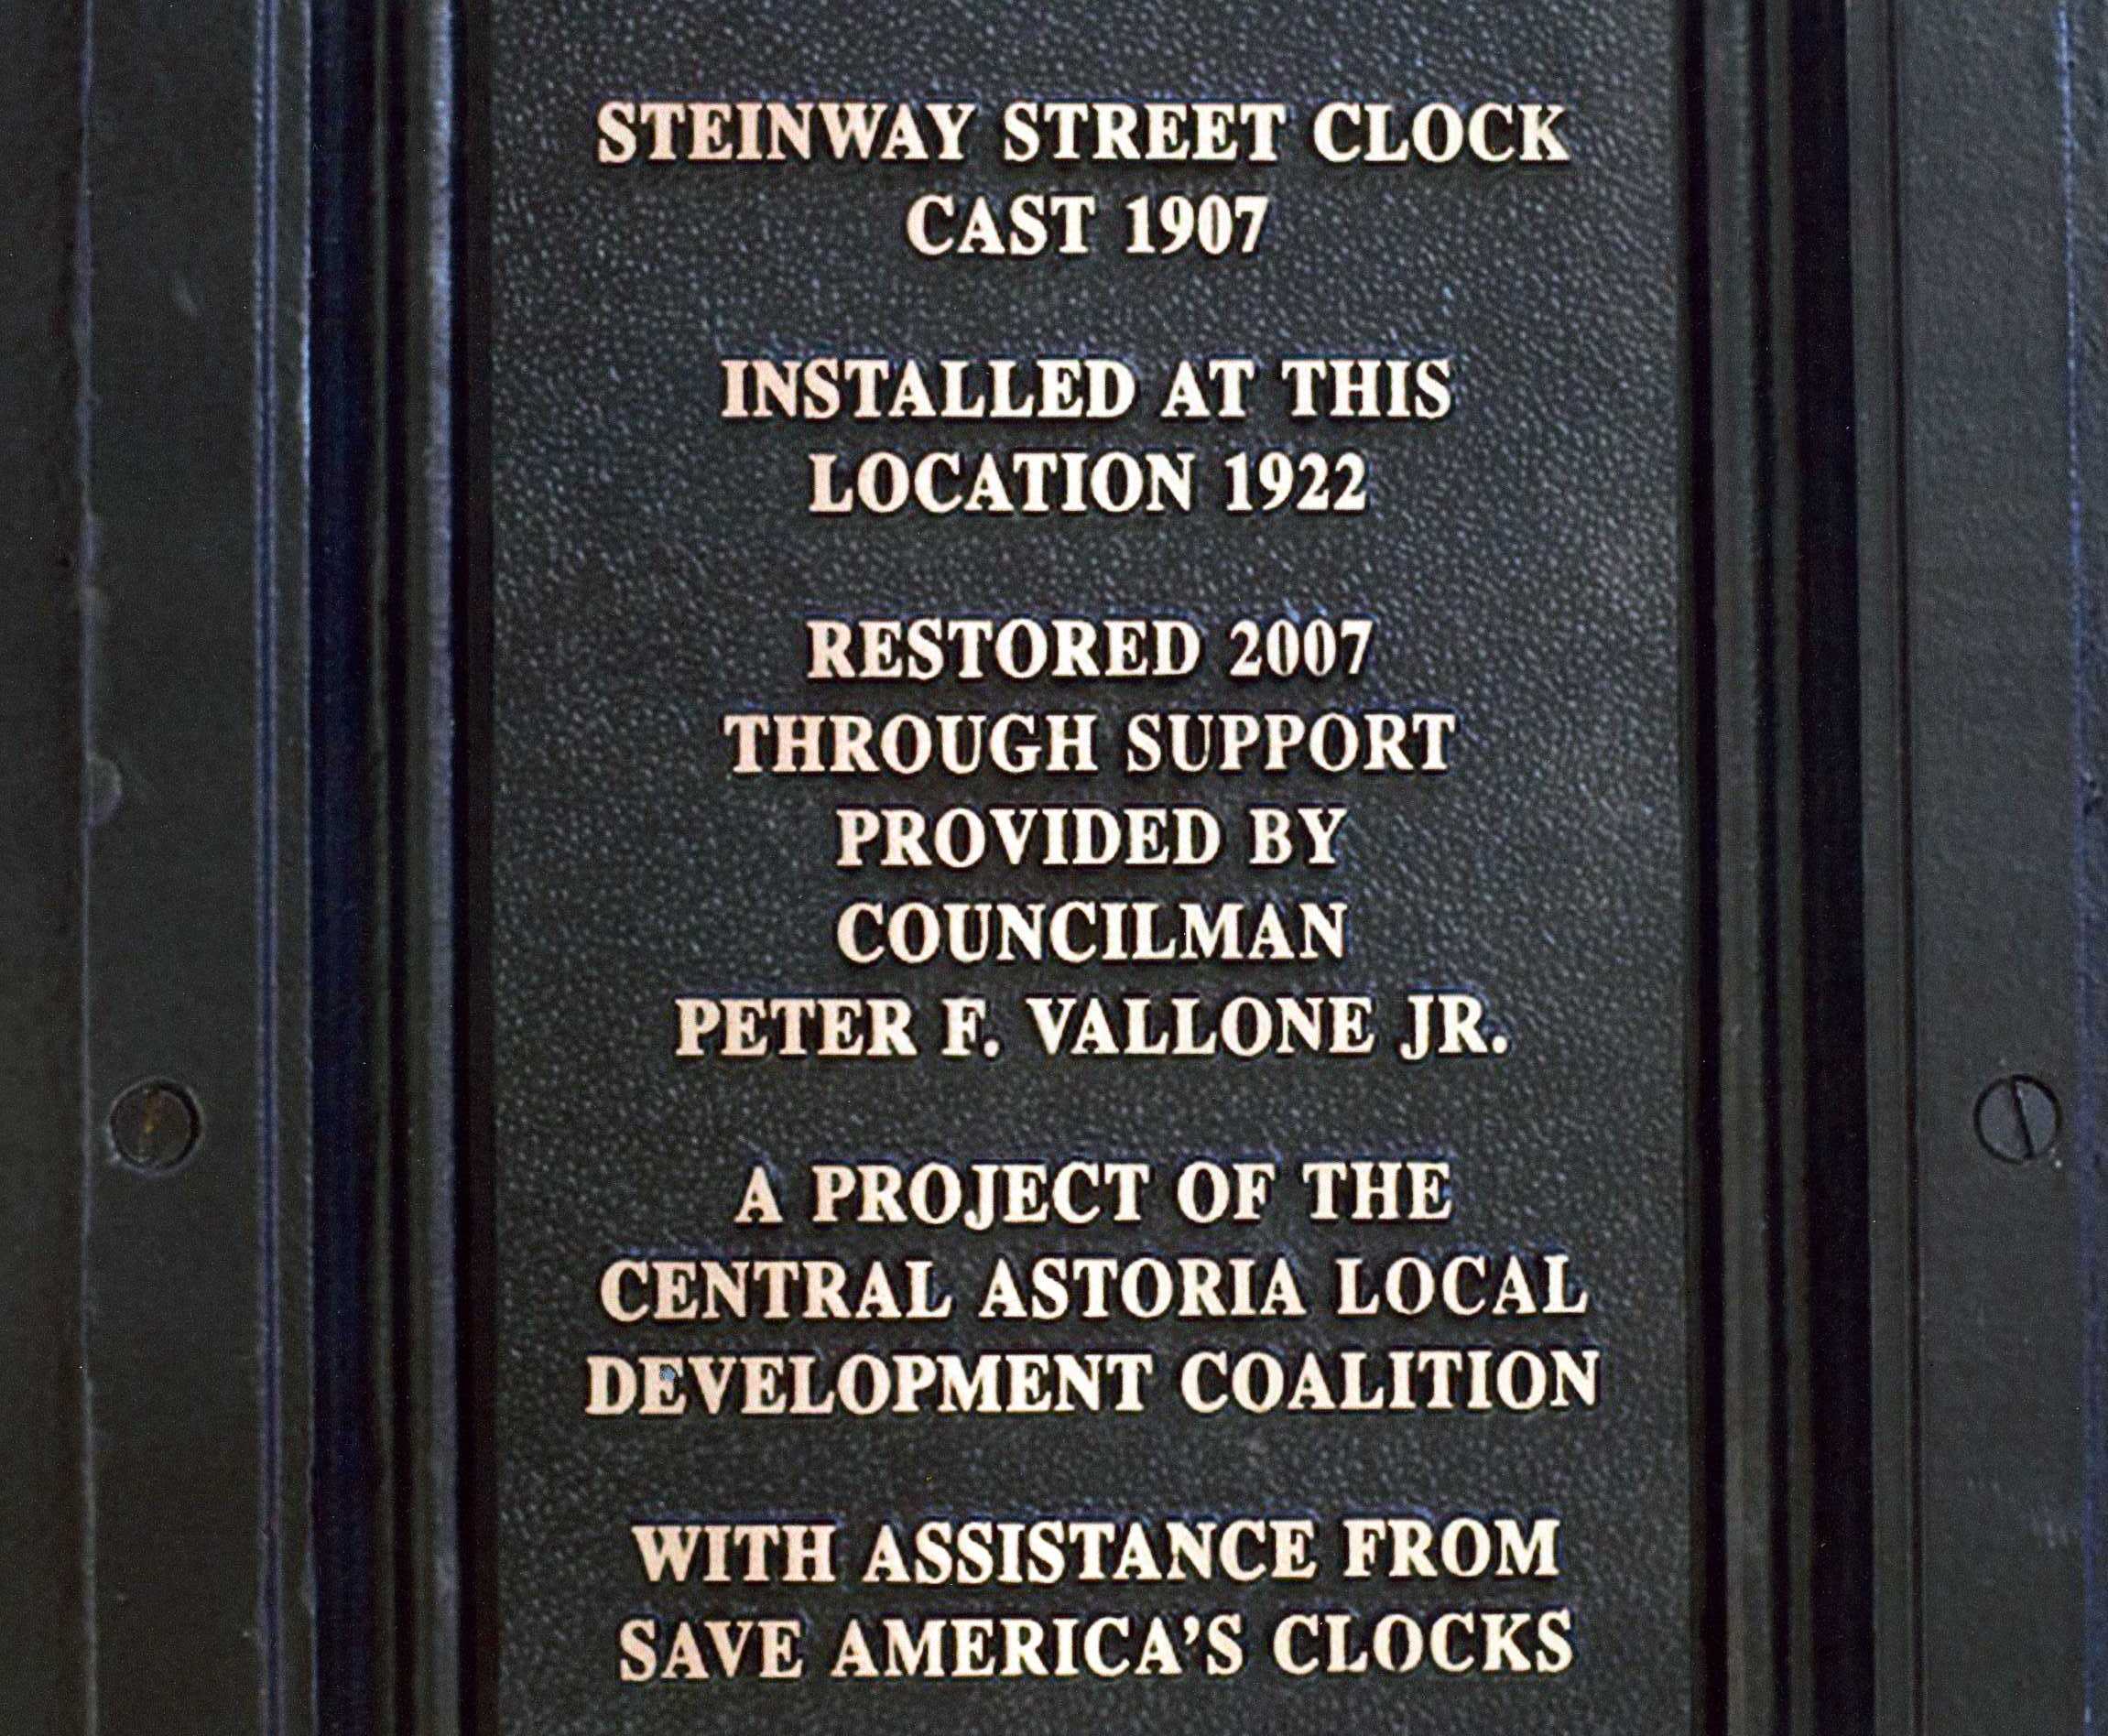 STEINWAY STREET CLOCK
CAST 1907
INSTALLED AT THIS
LOCATION 1922
RESTORED 2007
THROUGH SUPPORT
PROVIDED BY
COUNCILMAN
PETER F. VALLONE JR.
A PROJECT OF THE
CENTRAL ASTORIA LOCAL
DEVELOPMENT COALITION
WITH ASSISTANCE FROM
SAVE AMERICA’S CLOCKS